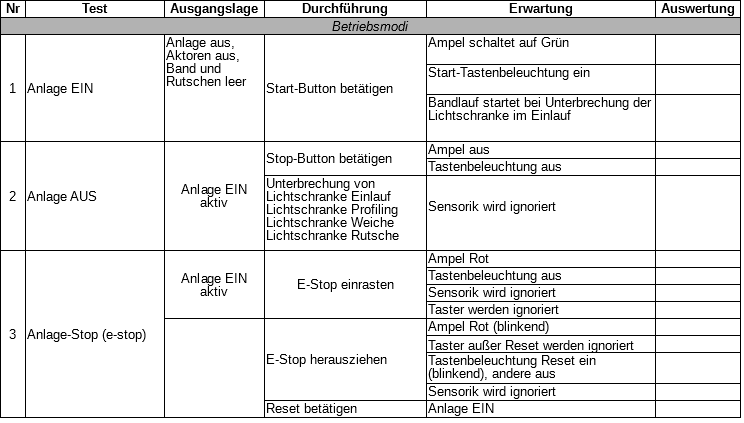 Nr Test Ausgangslage Durchführung Erwartung Auswertung
Betriebsmodi
1 Anlage EIN
Anlage aus,
Aktoren aus,
Band und
Rutschen leer
Start-Button betätigen
Ampel schaltet auf Grün
Start-Tastenbeleuchtung ein
Bandlauf startet bei Unterbrechung der
Lichtschranke im Einlauf
2 Anlage AUS
Anlage EIN
aktiv
Stop-Button betätigen
Ampel aus
Tastenbeleuchtung aus
Unterbrechung von
Lichtschranke Einlauf
Lichtschranke Profiling
Lichtschranke Weiche
Lichtschranke Rutsche
Sensorik wird ignoriert
3 Anlage-Stop (e-stop)
Anlage EIN
aktiv
E-Stop einrasten
Ampel Rot
Tastenbeleuchtung aus
Sensorik wird ignoriert
Taster werden ignoriert
E-Stop herausziehen
Ampel Rot (blinkend)
Taster außer Reset werden ignoriert
Tastenbeleuchtung Reset ein
(blinkend), andere aus
Sensorik wird ignoriert
Reset betätigen
Anlage EIN